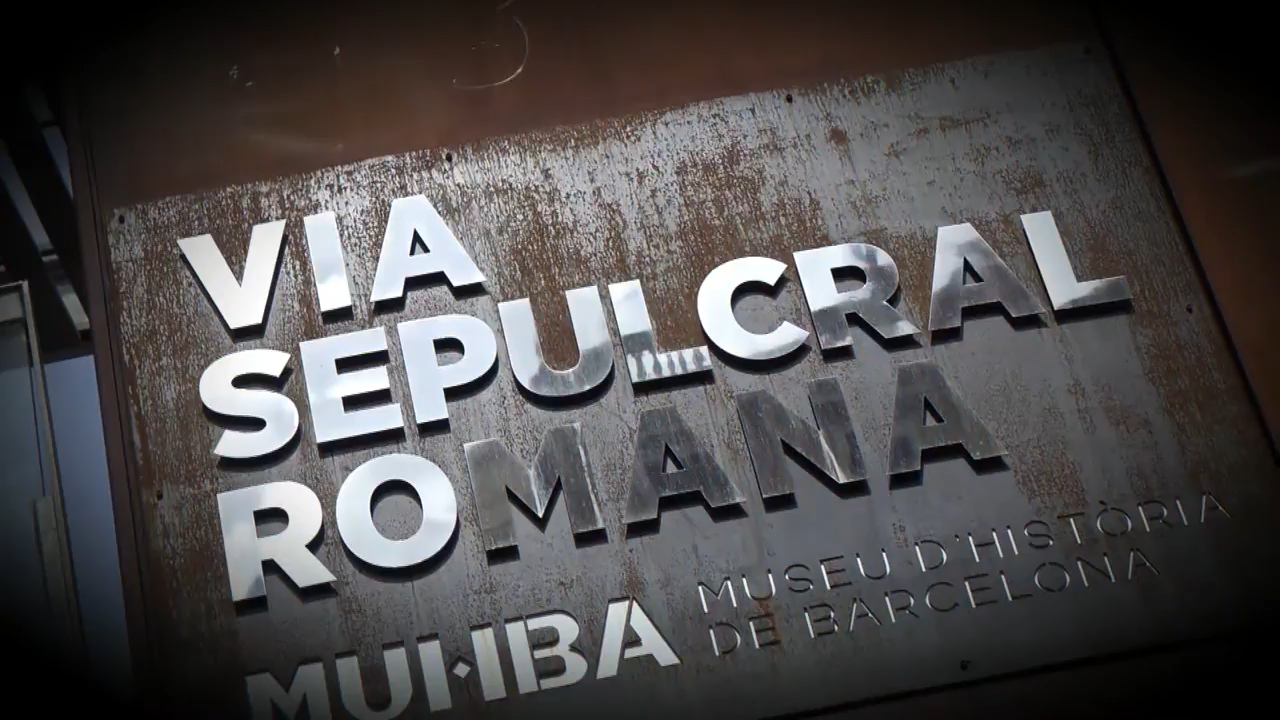 VIA
SEPULCRAL
ROMANA
MUHBA
MUSEU D'HISTÒRIA
DE BARCELONA